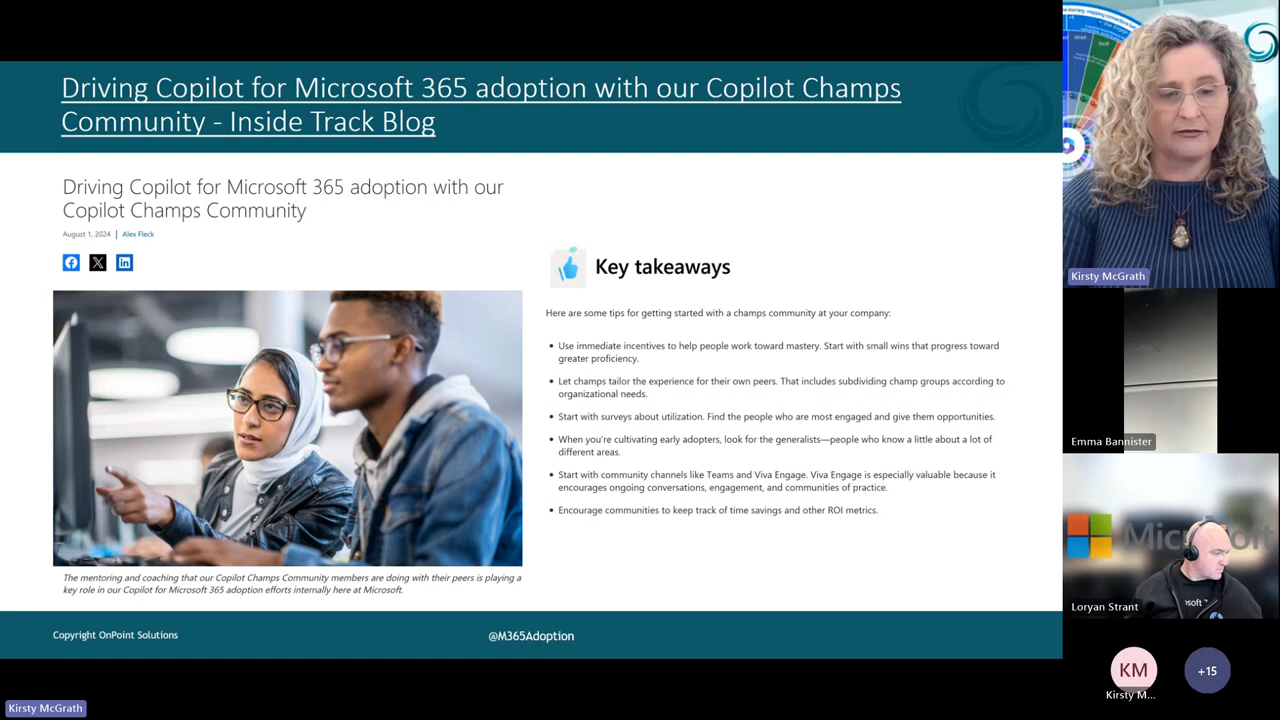 Driving Copilot for Microsoft 365 adoption with our Copilot Champs
Community - Inside Track Blog
Driving Copilot for Microsoft 365 adoption with our
Copilot Champs Community
August 1, 2024 | Alex Fleck
Key takeaways
Here are some tips for getting started with a champs community at your company:
• Use immediate incentives to help people work toward mastery. Start with small wins that progress toward
greater proficiency.
• Let champs tailor the experience for their own peers. That includes subdividing champ groups according to
organizational needs.
• Start with surveys about utilization. Find the people who are most engaged and give them opportunities.
• When you're cultivating early adopters, look for the generalists—people who know a little about a lot of
different areas.
• Start with community channels like Teams and Viva Engage. Viva Engage is especially valuable because it
encourages ongoing conversations, engagement, and communities of practice.
• Encourage communities to keep track of time savings and other ROI metrics.
The mentoring and coaching that our Copilot Champs Community members are doing with their peers is playing a
key role in our Copilot for Microsoft 365 adoption efforts internally here at Microsoft.
Copyright OnPoint Solutions
@M365Adoption
Kirsty McGrath
Word
Excel
Kirsty McGrath
Emma Bannister
Loryan Strant
KM
Kirsty M...
+15